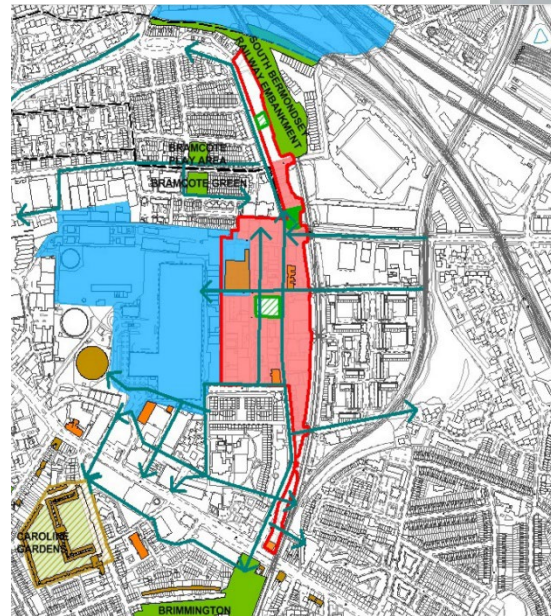 SOUTH BERMONDSEY
RAILWAY EMBANKMENT
BRAMCOTE
PLAY AREA
BRAMCOTE GREEN
CAROLINE
GARDENS
BRIMMINGTON